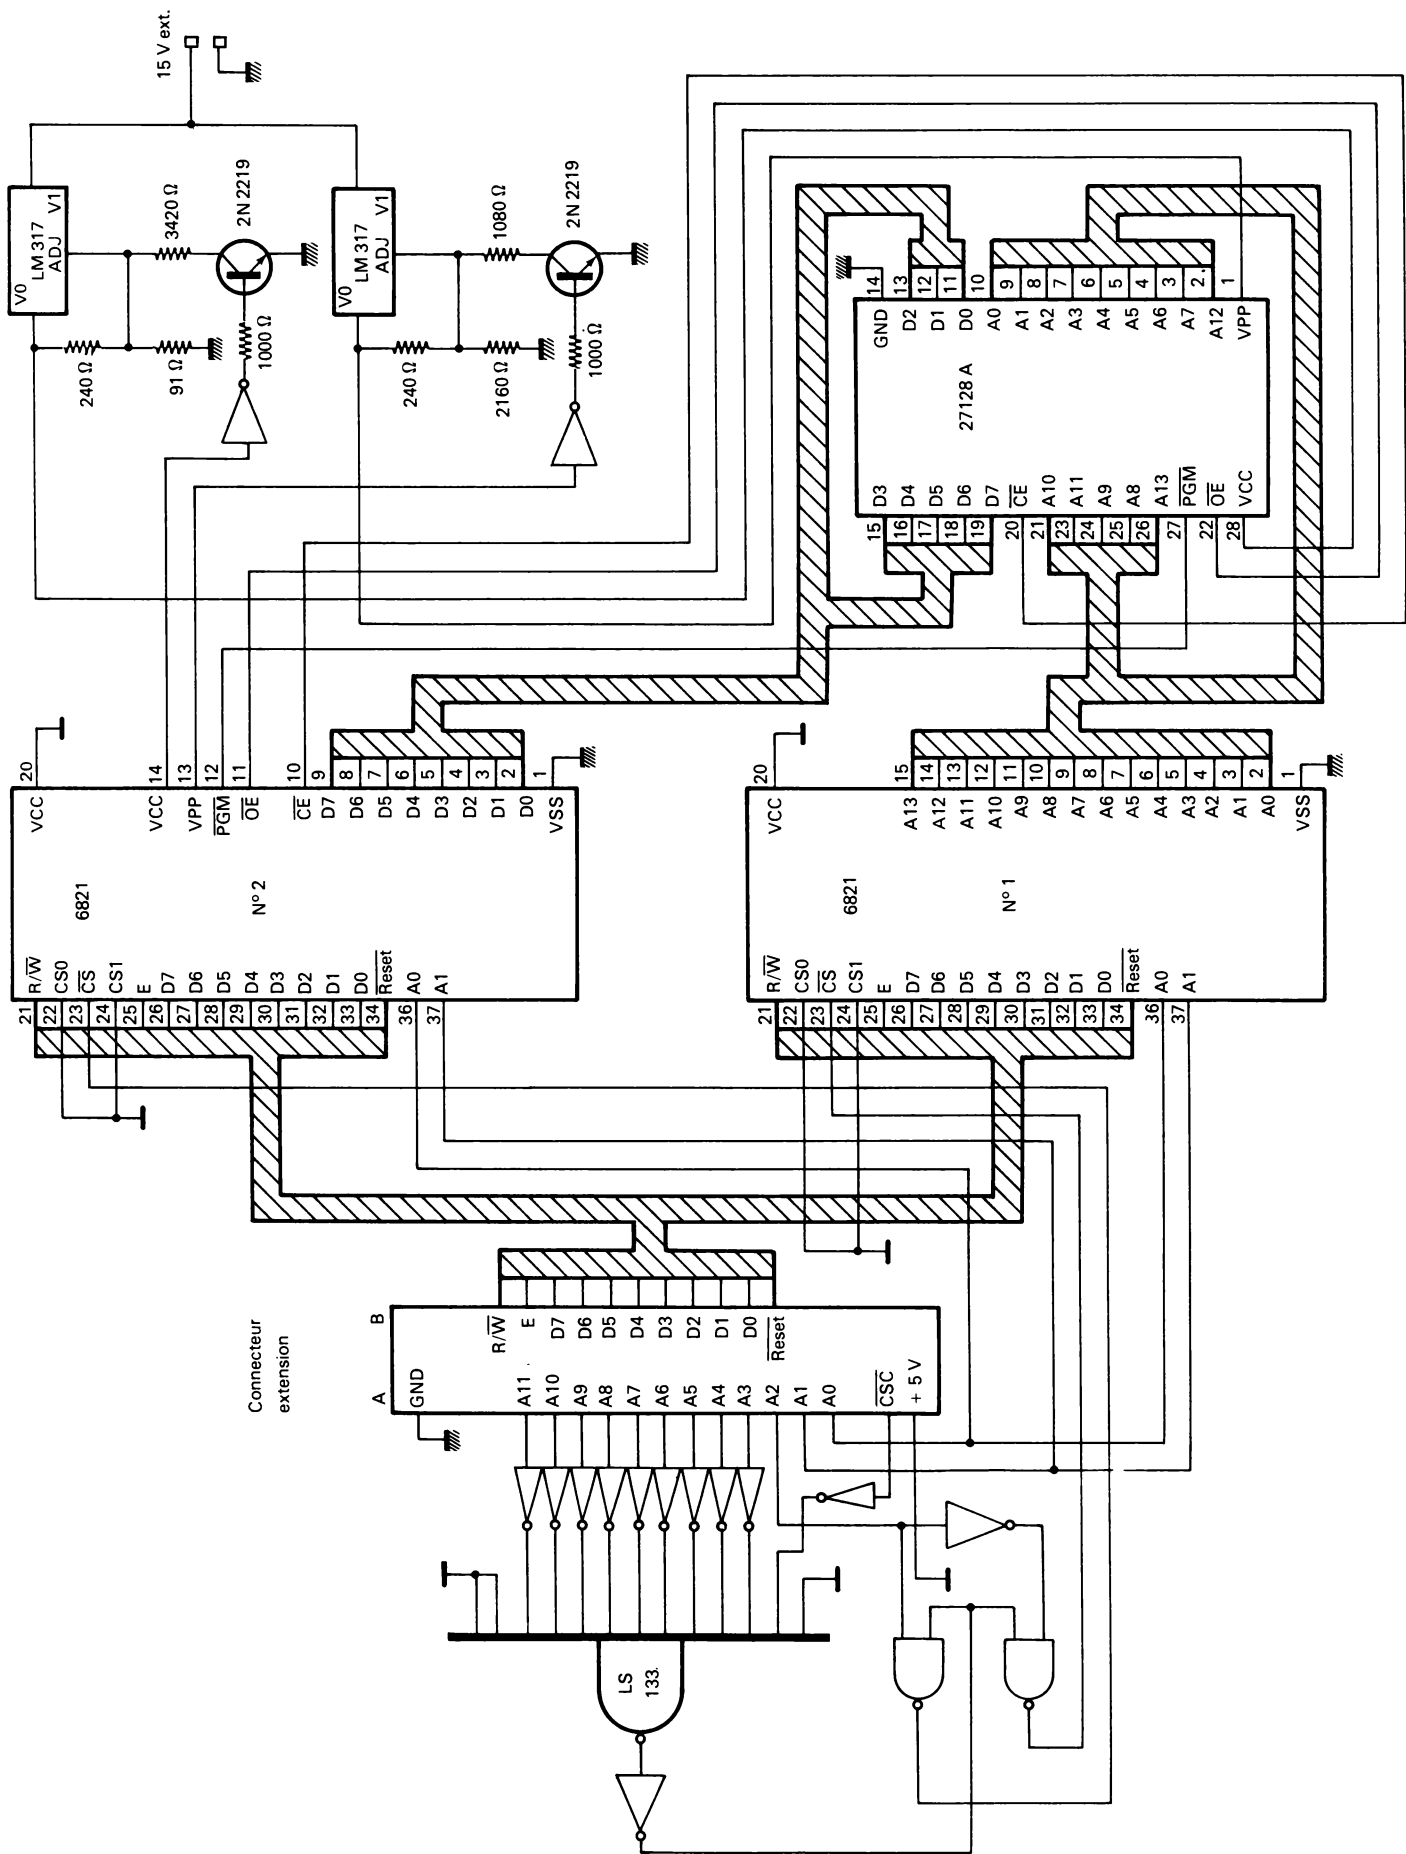 15 V ext.
V0
LM 317
ADJ
V1
240 Ω
91 Ω
3420 Ω
1000 Ω
2N 2219
V0
LM 317
ADJ
V1
240 Ω
2160 Ω
1080 Ω
1000 Ω
2N 2219
27128 A
GND 14
D2 13
D1 12
D0 11
A0 10
A1 9
A2 8
A3 7
A4 6
A5 5
A6 4
A7 3
A12 2
VPP 1
15 D3
16 D4
17 D5
18 D6
19 D7
20 CE
21 A10
23 A11
24 A9
25 A8
26 A13
27 PGM
22 OE
28 VCC
6821
N° 2
VCC 20
VCC 14
VPP 13
PGM 12
OE 11
CE 10
D7 9
D6 8
D5 7
D4 6
D3 5
D2 4
D1 3
D0 2
VSS 1
21 R/W
22 CS0
23 CS
24 CS1
25 E
26 D7
27 D6
28 D5
29 D4
30 D3
31 D2
32 D1
33 D0
34 Reset
36 A0
37 A1
6821
N° 1
VCC 20
A13 15
A12 14
A11 13
A10 12
A9 11
A8 10
A7 9
A6 8
A5 7
A4 6
A3 5
A2 4
A1 3
A0 2
VSS 1
21 R/W
22 CS0
23 CS
24 CS1
25 E
26 D7
27 D6
28 D5
29 D4
30 D3
31 D2
32 D1
33 D0
34 Reset
36 A0
37 A1
Connecteur
extension
A
B
GND
R/W
E
D7
D6
D5
D4
D3
D2
D1
D0
Reset
A11
A10
A9
A8
A7
A6
A5
A4
A3
A2
A1
A0
CSC
+ 5 V
LS
133